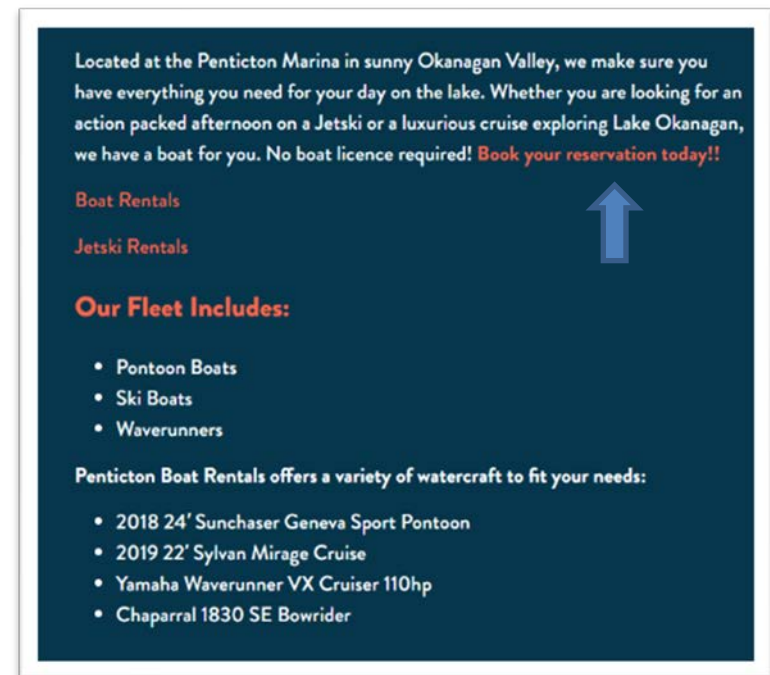 Located at the Penticton Marina in sunny Okanagan Valley, we make sure you
have everything you need for your day on the lake. Whether you are looking for an
action packed afternoon on a Jetski or a luxurious cruise exploring Lake Okanagan,
we have a boat for you. No boat licence required! Book your reservation today!!
Boat Rentals
Jetski Rentals
Our Fleet Includes:
• Pontoon Boats
• Ski Boats
• Waverunners
Penticton Boat Rentals offers a variety of watercraft to fit your needs:
• 2018 24′ Sunchaser Geneva Sport Pontoon
• 2019 22′ Sylvan Mirage Cruise
• Yamaha Waverunner VX Cruiser 110hp
• Chaparral 1830 SE Bowrider